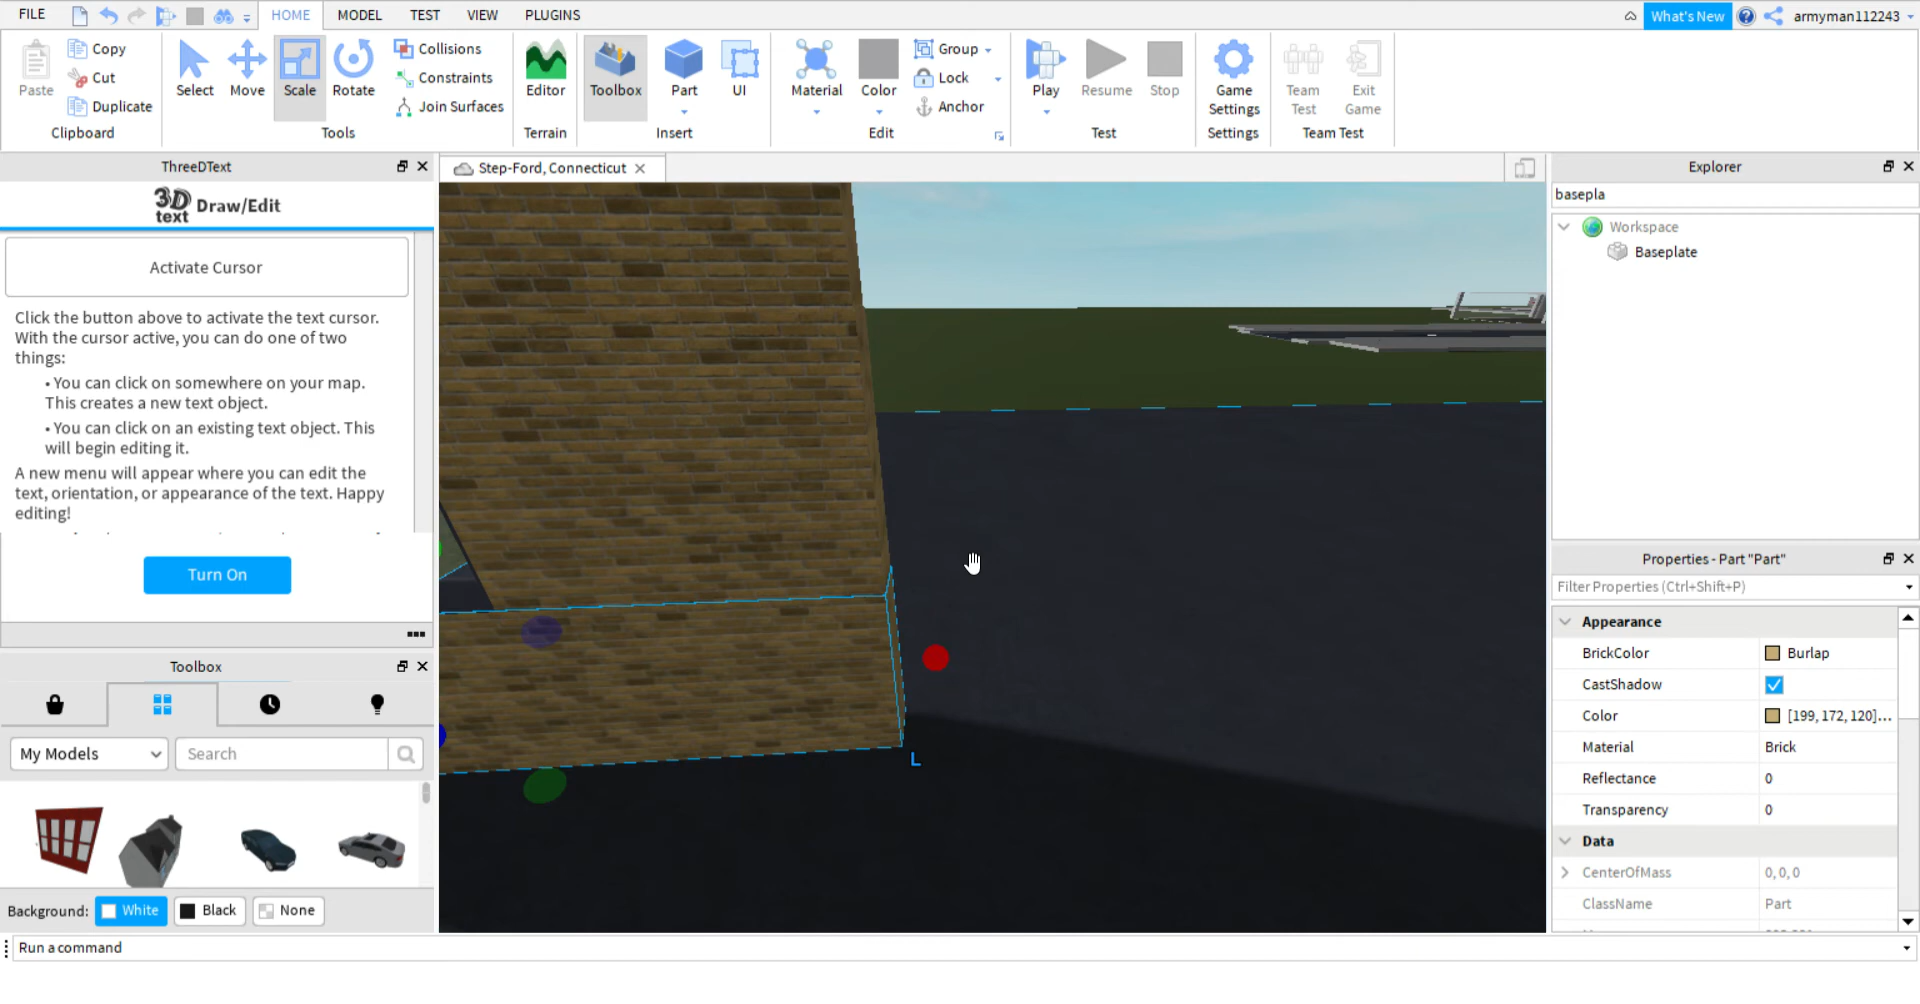 FILE HOME MODEL TEST VIEW PLUGINS What's New armyman112243
Paste Copy Cut Duplicate
Clipboard
Select Move Scale Rotate
Collisions
Constraints
Join Surfaces
Tools
Editor
Terrain
Toolbox Part UI
Insert
Material Color
Group
Lock
Anchor
Edit
Play Resume Stop
Test
Game Settings
Settings
Team Test Exit Game
Team Test
ThreeDText
3D text Draw/Edit
Activate Cursor
Click the button above to activate the text cursor.
With the cursor active, you can do one of two
things:
• You can click on somewhere on your map.
This creates a new text object.
• You can click on an existing text object. This
will begin editing it.
A new menu will appear where you can edit the
text, orientation, or appearance of the text. Happy
editing!
Turn On
Toolbox
My Models Search
Background: White Black None
Run a command
Step-Ford, Connecticut
L
Explorer
basepla
Workspace
Baseplate
Properties - Part "Part"
Filter Properties (Ctrl+Shift+P)
Appearance
BrickColor Burlap
CastShadow
Color [199, 172, 120]...
Material Brick
Reflectance 0
Transparency 0
Data
CenterOfMass 0, 0, 0
ClassName Part